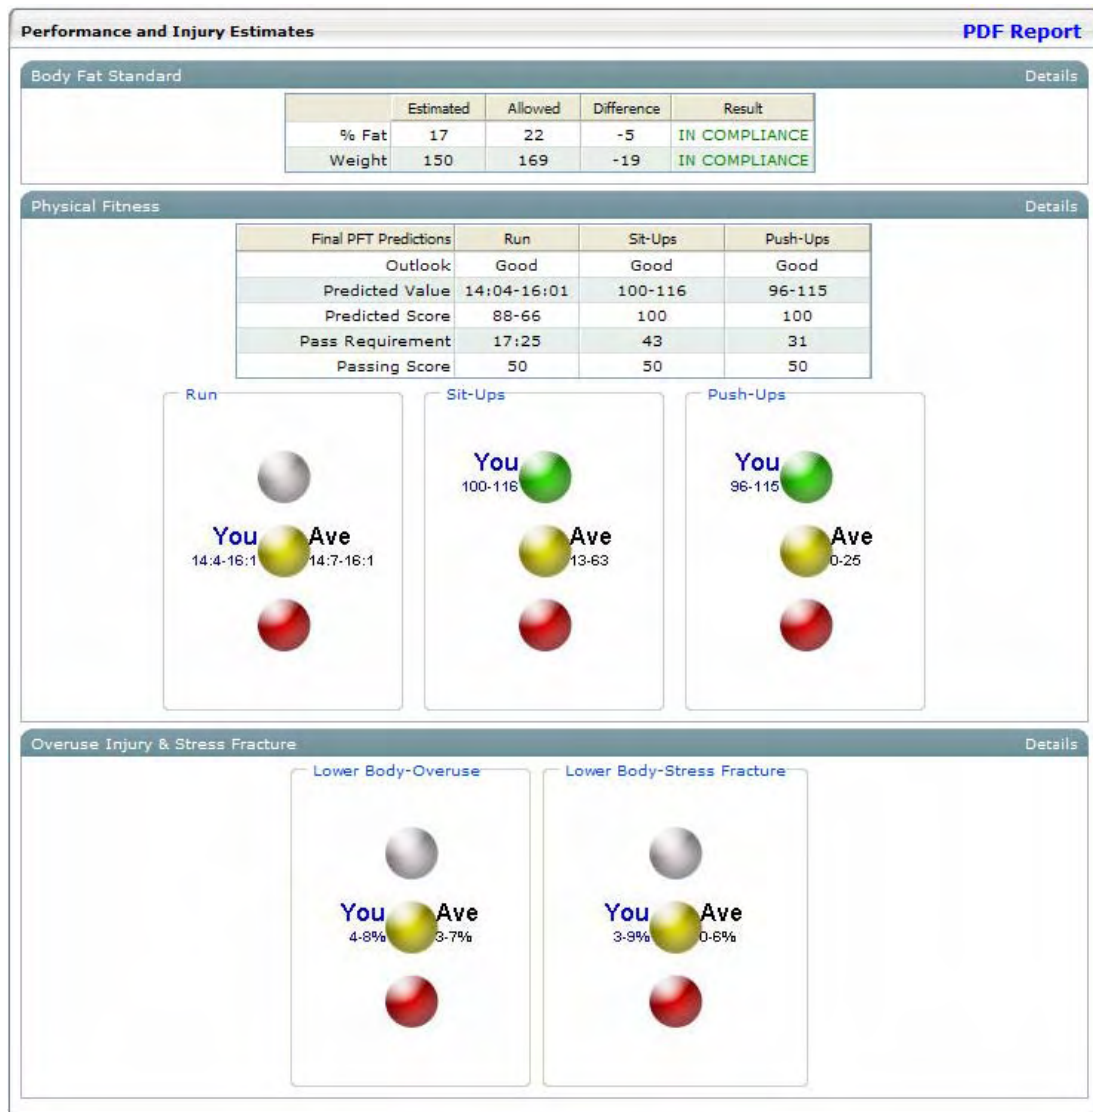 Performance and Injury Estimates PDF Report
Body Fat Standard Details
Estimated Allowed Difference Result
% Fat 17 22 -5 IN COMPLIANCE
Weight 150 169 -19 IN COMPLIANCE
Physical Fitness Details
Final PFT Predictions Run Sit-Ups Push-Ups
Outlook Good Good Good
Predicted Value 14:04-16:01 100-116 96-115
Predicted Score 88-66 100 100
Pass Requirement 17:25 43 31
Passing Score 50 50 50
Run Sit-Ups Push-Ups
You You
100-116 96-115
You Ave Ave Ave
14:4-16:1 14:7-16:1 13-63 0-25
Overuse Injury & Stress Fracture Details
Lower Body-Overuse Lower Body-Stress Fracture
You Ave You Ave
4-8% 3-7% 3-9% 0-6%